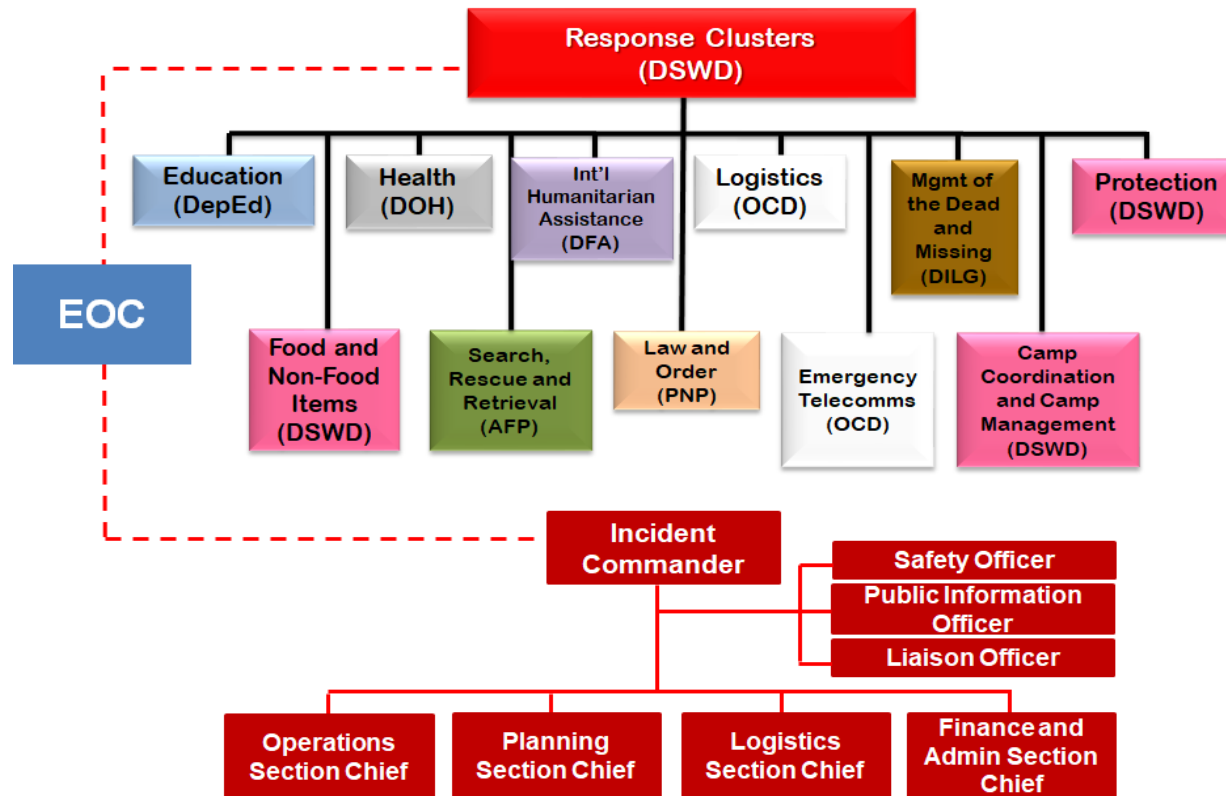 Response Clusters
(DSWD)
Education
(DepEd)
Health
(DOH)
Int'l
Humanitarian
Assistance
(DFA)
Logistics
(OCD)
Mgmt of
the Dead
and
Missing
(DILG)
Protection
(DSWD)
EOC
Food and
Non-Food
Items
(DSWD)
Search,
Rescue and
Retrieval
(AFP)
Law and
Order
(PNP)
Emergency
Telecomms
(OCD)
Camp
Coordination
and Camp
Management
(DSWD)
Incident
Commander
Safety Officer
Public Information
Officer
Liaison Officer
Operations
Section Chief
Planning
Section Chief
Logistics
Section Chief
Finance and
Admin Section
Chief